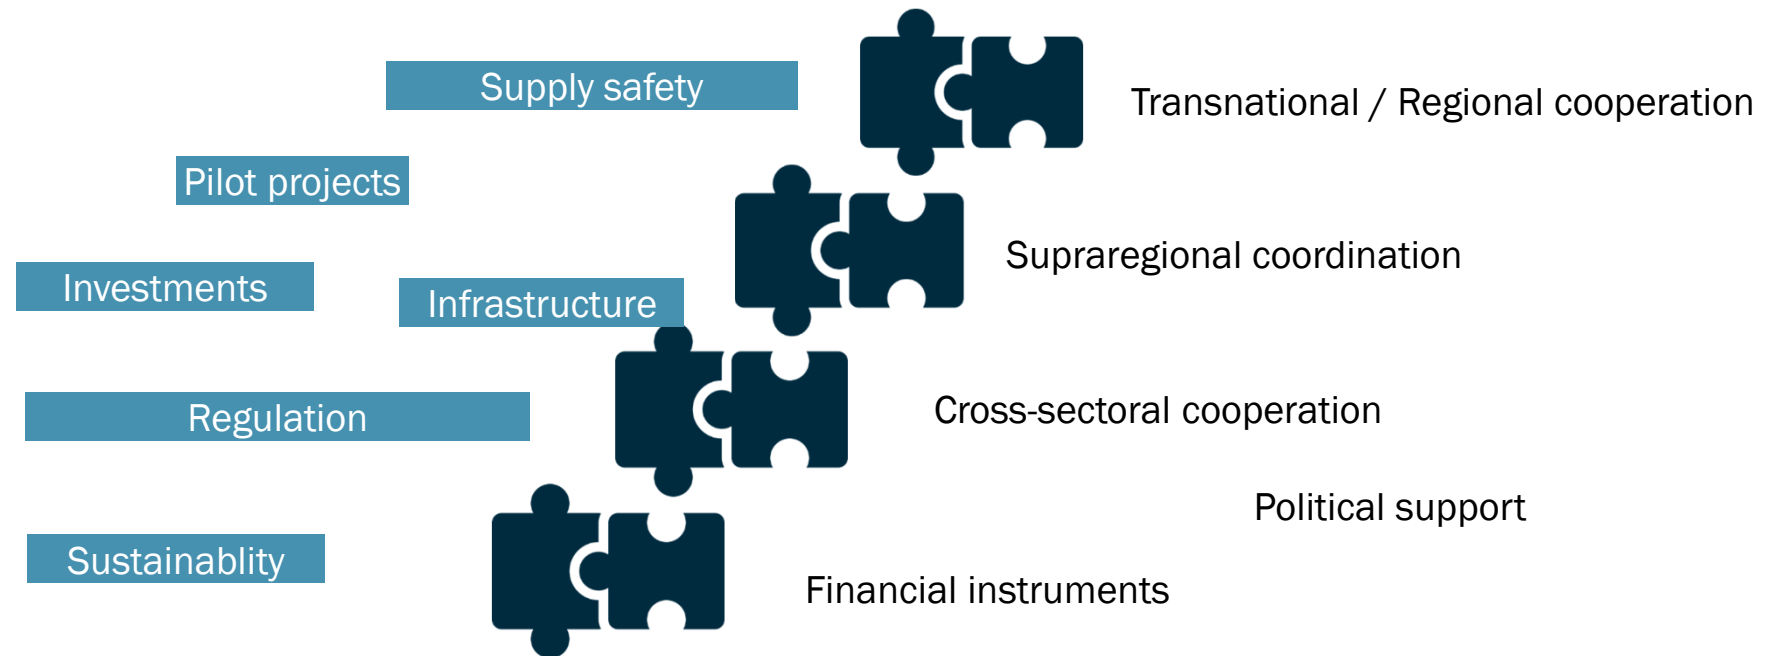 Supply safety
Transnational / Regional cooperation
Pilot projects
Supraregional coordination
Investments
Infrastructure
Regulation
Cross-sectoral cooperation
Political support
Sustainablity
Financial instruments